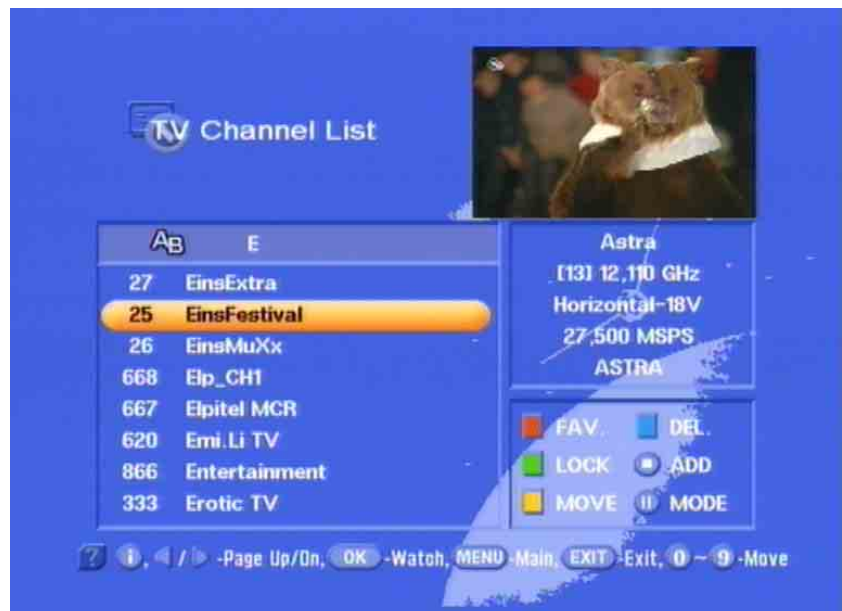 TV Channel List
AB E
27 EinsExtra
25 EinsFestival
26 EinsMuXx
668 Elp_CH1
667 Elpitel MCR
620 Emi.Li TV
866 Entertainment
333 Erotic TV
Astra
[13] 12,110 GHz
Horizontal-18V
27,500 MSPS
ASTRA
FAV. DEL.
LOCK ADD
MOVE MODE
? i, / -Page Up/Dn, OK -Watch, MENU -Main, EXIT -Exit, 0 ~ 9 -Move